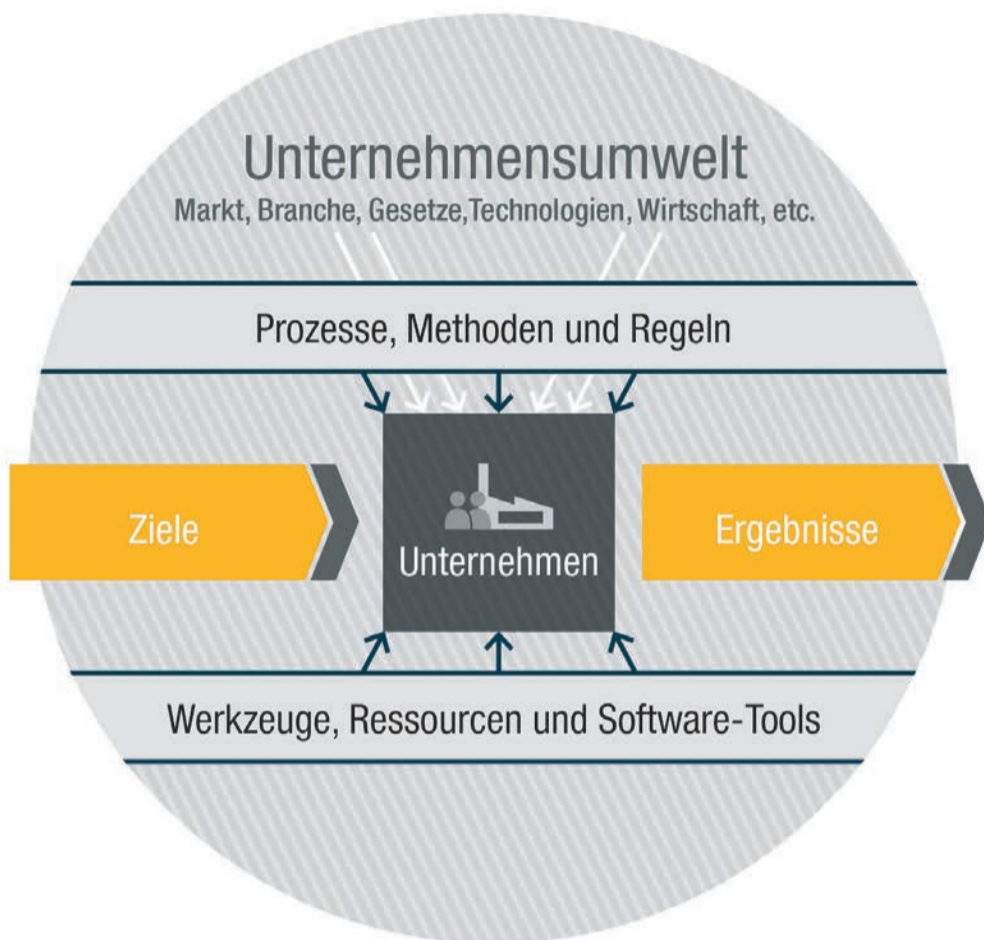 Unternehmensumwelt
Markt, Branche, Gesetze,Technologien, Wirtschaft, etc.
Prozesse, Methoden und Regeln
Ziele
Unternehmen
Ergebnisse
Werkzeuge, Ressourcen und Software-Tools